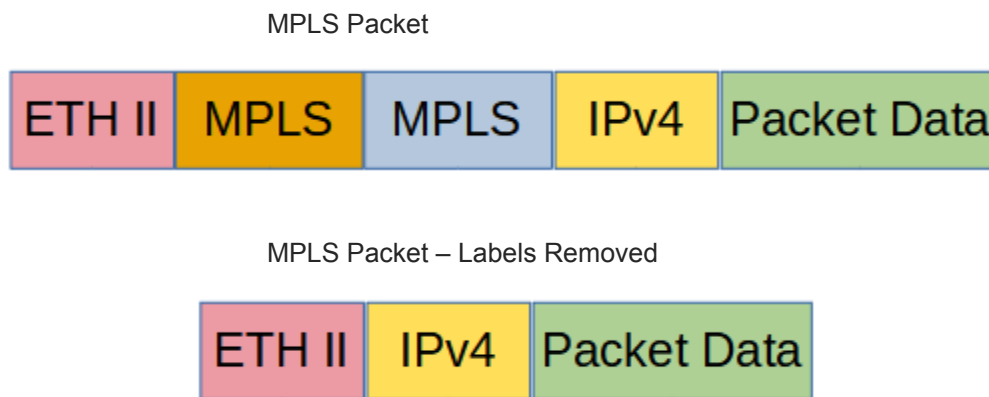 MPLS Packet
ETH II MPLS MPLS IPv4 Packet Data
MPLS Packet – Labels Removed
ETH II IPv4 Packet Data